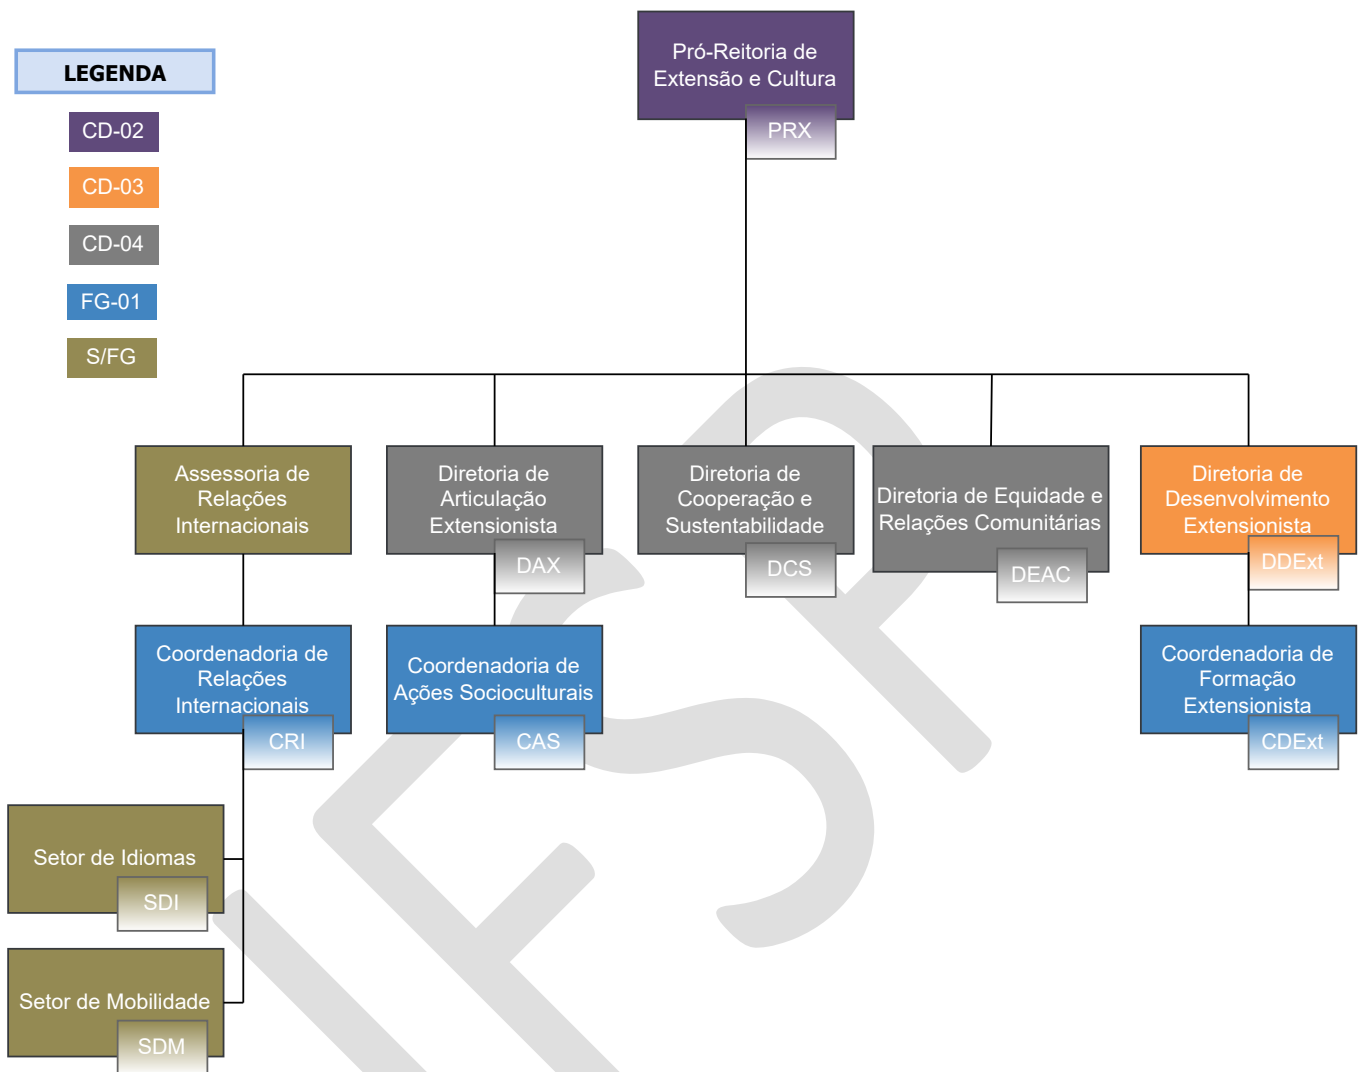 Pró-Reitoria de
Extensão e Cultura
PRX
LEGENDA
CD-02
CD-03
CD-04
FG-01
S/FG
Assessoria de
Relações
Internacionais
Diretoria de
Articulação
Extensionista
DAX
Diretoria de
Cooperação e
Sustentabilidade
DCS
Diretoria de Equidade e
Relações Comunitárias
DEAC
Diretoria de
Desenvolvimento
Extensionista
DDExt
Coordenadoria de
Relações
Internacionais
CRI
Coordenadoria de
Ações Socioculturais
CAS
Coordenadoria de
Formação
Extensionista
CDExt
Setor de Idiomas
SDI
Setor de Mobilidade
SDM
IFSP